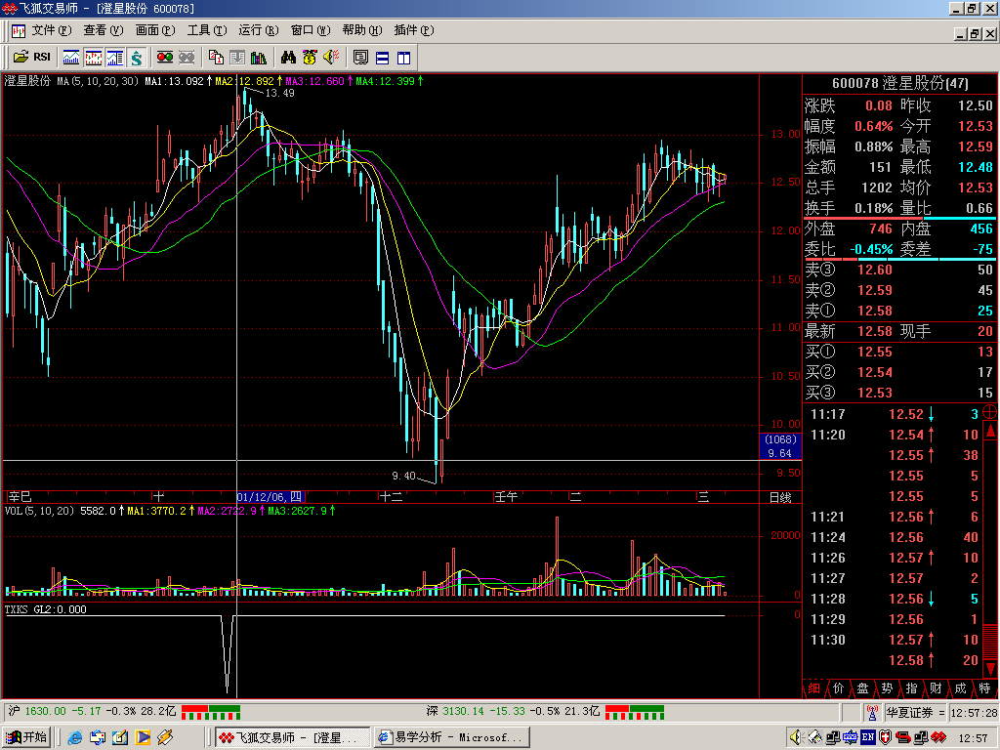 飞狐交易师 - [澄星股份 600078]
文件(F) 查看(V) 画面(P) 工具(T) 运行(R) 窗口(W) 帮助(H) 插件(P)
RSI
澄星股份 MA(5,10,20,30) MA1:13.092↑ MA2:12.892↑ MA3:12.680↑ MA4:12.399↑
13.49
13.00
12.50
12.00
11.50
11.00
10.50
10.00
(1068)
9.64
9.50
9.40
辛巳 十 01/12/06,四 十二 壬午 二 三 日线
VOL(5,10,20) 5582.0↑ MA1:3770.2↑ MA2:2722.9↑ MA3:2627.9↑
20000
0
TXKS GL2:0.000
0
600078 澄星股份(47)
涨跌 0.08 昨收 12.50
幅度 0.64% 今开 12.53
振幅 0.88% 最高 12.59
金额 151 最低 12.48
总手 1202 均价 12.53
换手 0.18% 量比 0.66
外盘 746 内盘 456
委比 -0.45% 委差 -75
卖③ 12.60 50
卖② 12.59 45
卖① 12.58 25
最新 12.58 现手 20
买① 12.55 13
买② 12.54 17
买③ 12.53 15
11:17 12.52↓ 3
11:20 12.54↑ 10
12.55↑ 38
12.55 5
12.55 5
11:21 12.56↑ 6
11:24 12.56 40
11:26 12.57↑ 10
11:27 12.57 2
11:28 12.56↓ 5
11:29 12.56 1
11:30 12.57↑ 10
12.58↑ 20
细 价 盘 势 指 财 成 特
沪 1630.00 -5.17 -0.3% 28.2亿 深 3130.14 -15.33 -0.5% 21.3亿 华夏证券 = 12:57:28
开始 飞狐交易师 - [澄星... 易学分析 - Microsof... EN 12:57